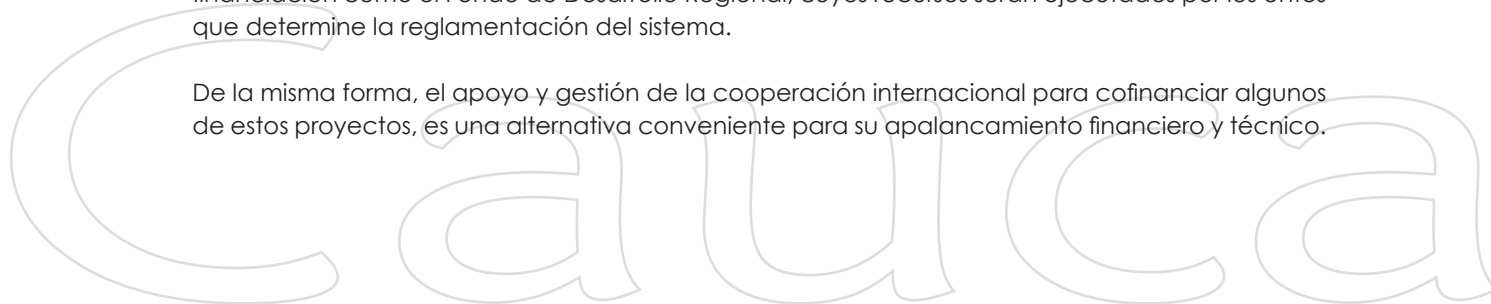 que determine la reglamentación del sistema.
De la misma forma, el apoyo y gestión de la cooperación internacional para cofinanciar algunos
de estos proyectos, es una alternativa conveniente para su apalancamiento financiero y técnico.
Cauca